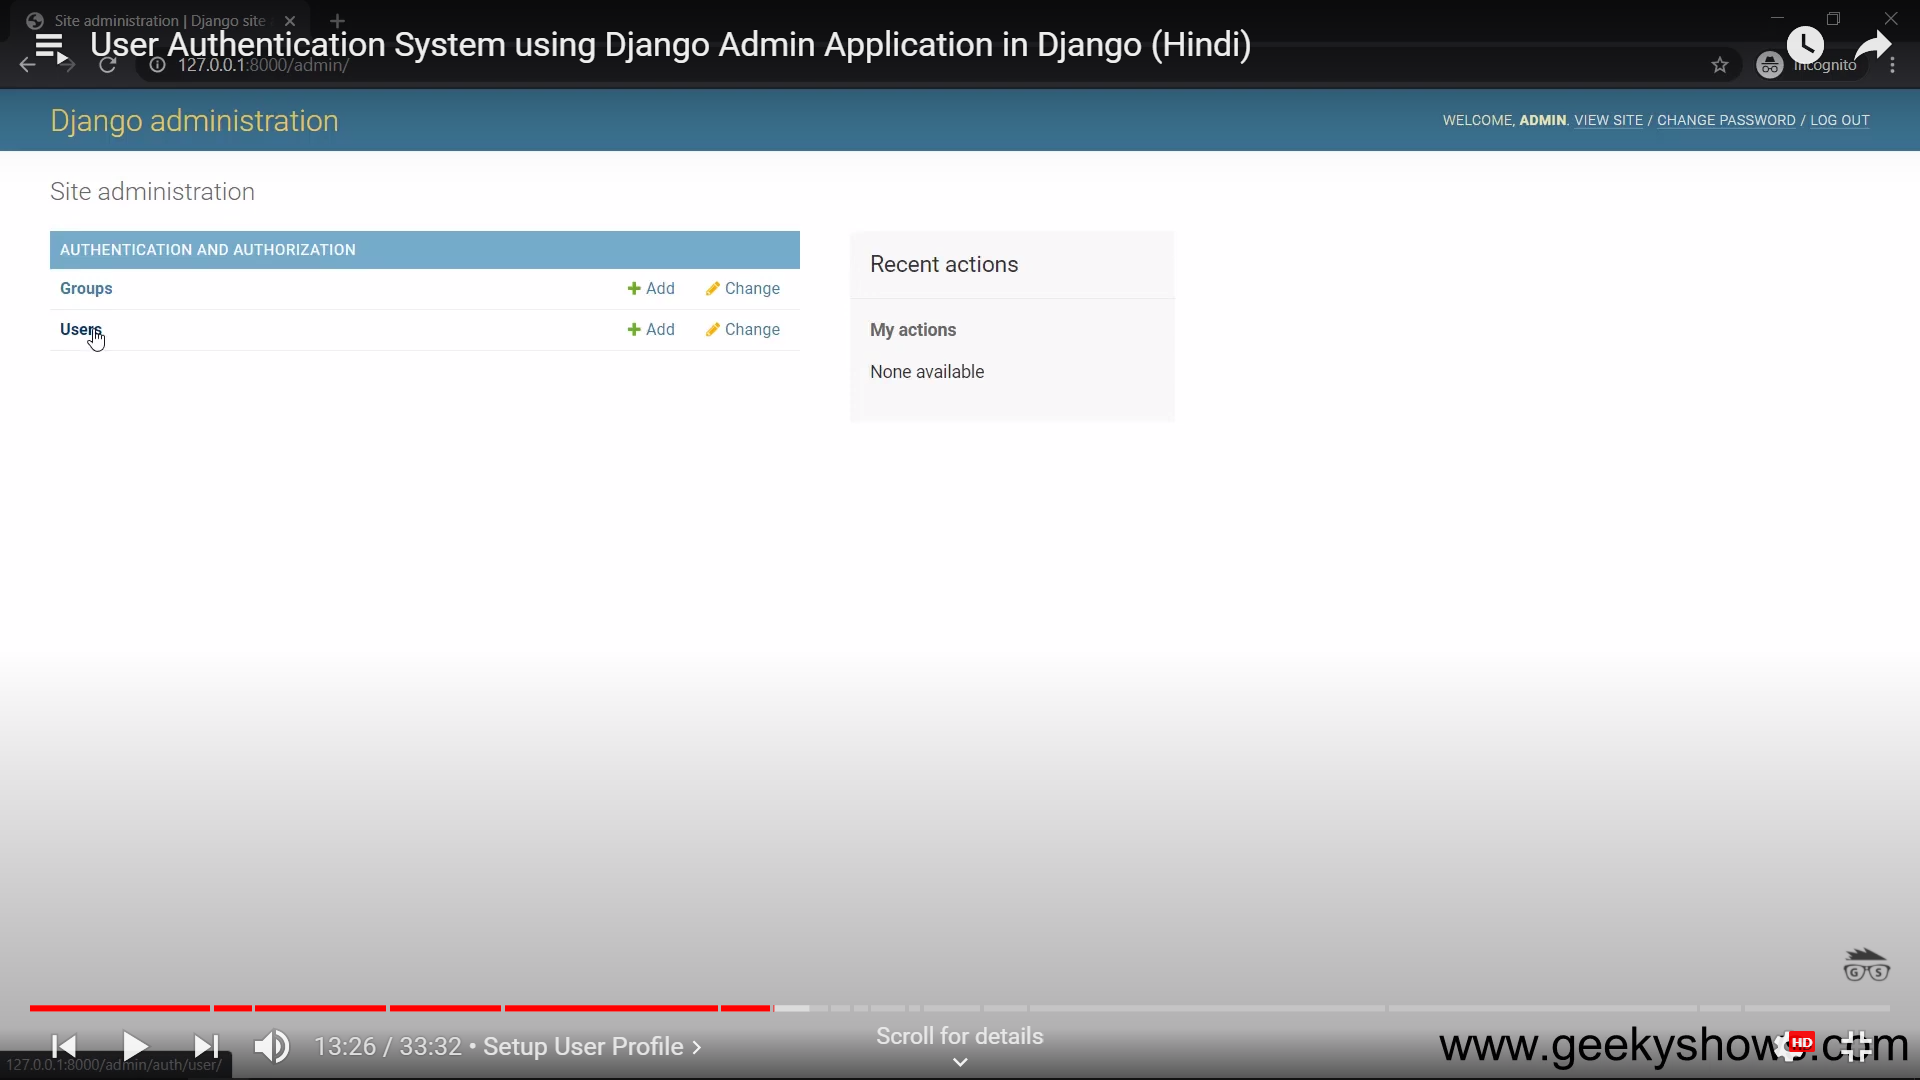 Site administration | Django site
User Authentication System using Django Admin Application in Django (Hindi)
127.0.0.1:8000/admin/
Incognito
Django administration
WELCOME, ADMIN. VIEW SITE / CHANGE PASSWORD / LOG OUT
Site administration
AUTHENTICATION AND AUTHORIZATION
Groups Add Change
Users Add Change
Recent actions
My actions
None available
G S
Scroll for details
13:26 / 33:32 • Setup User Profile >
HD
www.geekyshows.com
127.0.0.1:8000/admin/auth/user/